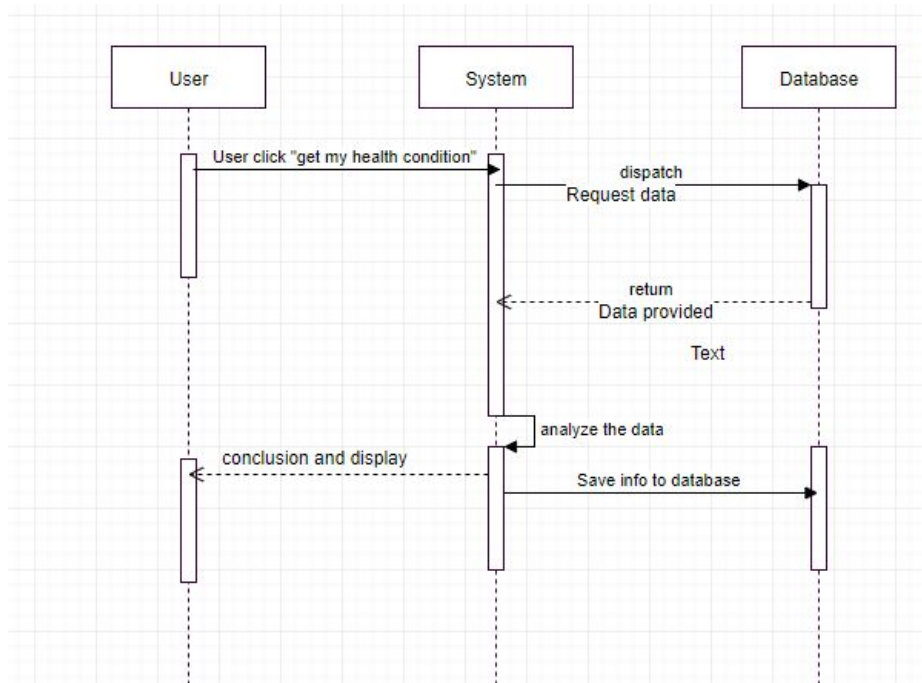 User
System
Database
User click "get my health condition"
dispatch
Request data
return
Data provided
Text
analyze the data
conclusion and display
Save info to database